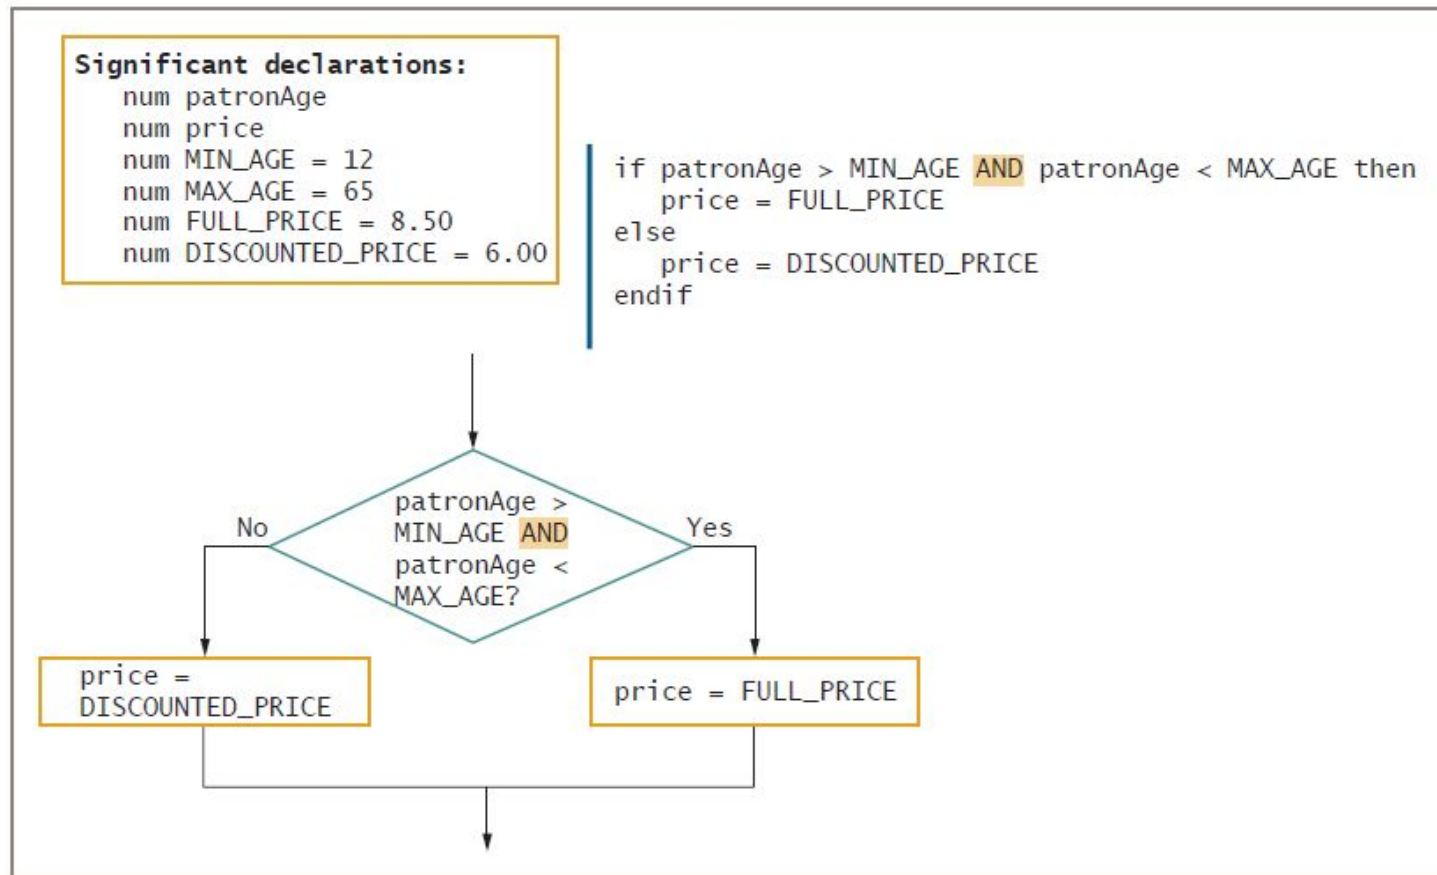 Significant declarations:
num patronAge
num price
num MIN_AGE = 12
num MAX_AGE = 65
num FULL_PRICE = 8.50
num DISCOUNTED_PRICE = 6.00
if patronAge > MIN_AGE AND patronAge < MAX_AGE then
price = FULL_PRICE
else
price = DISCOUNTED_PRICE
endif
patronAge >
MIN_AGE AND
patronAge <
MAX_AGE?
No
Yes
price =
DISCOUNTED_PRICE
price = FULL_PRICE